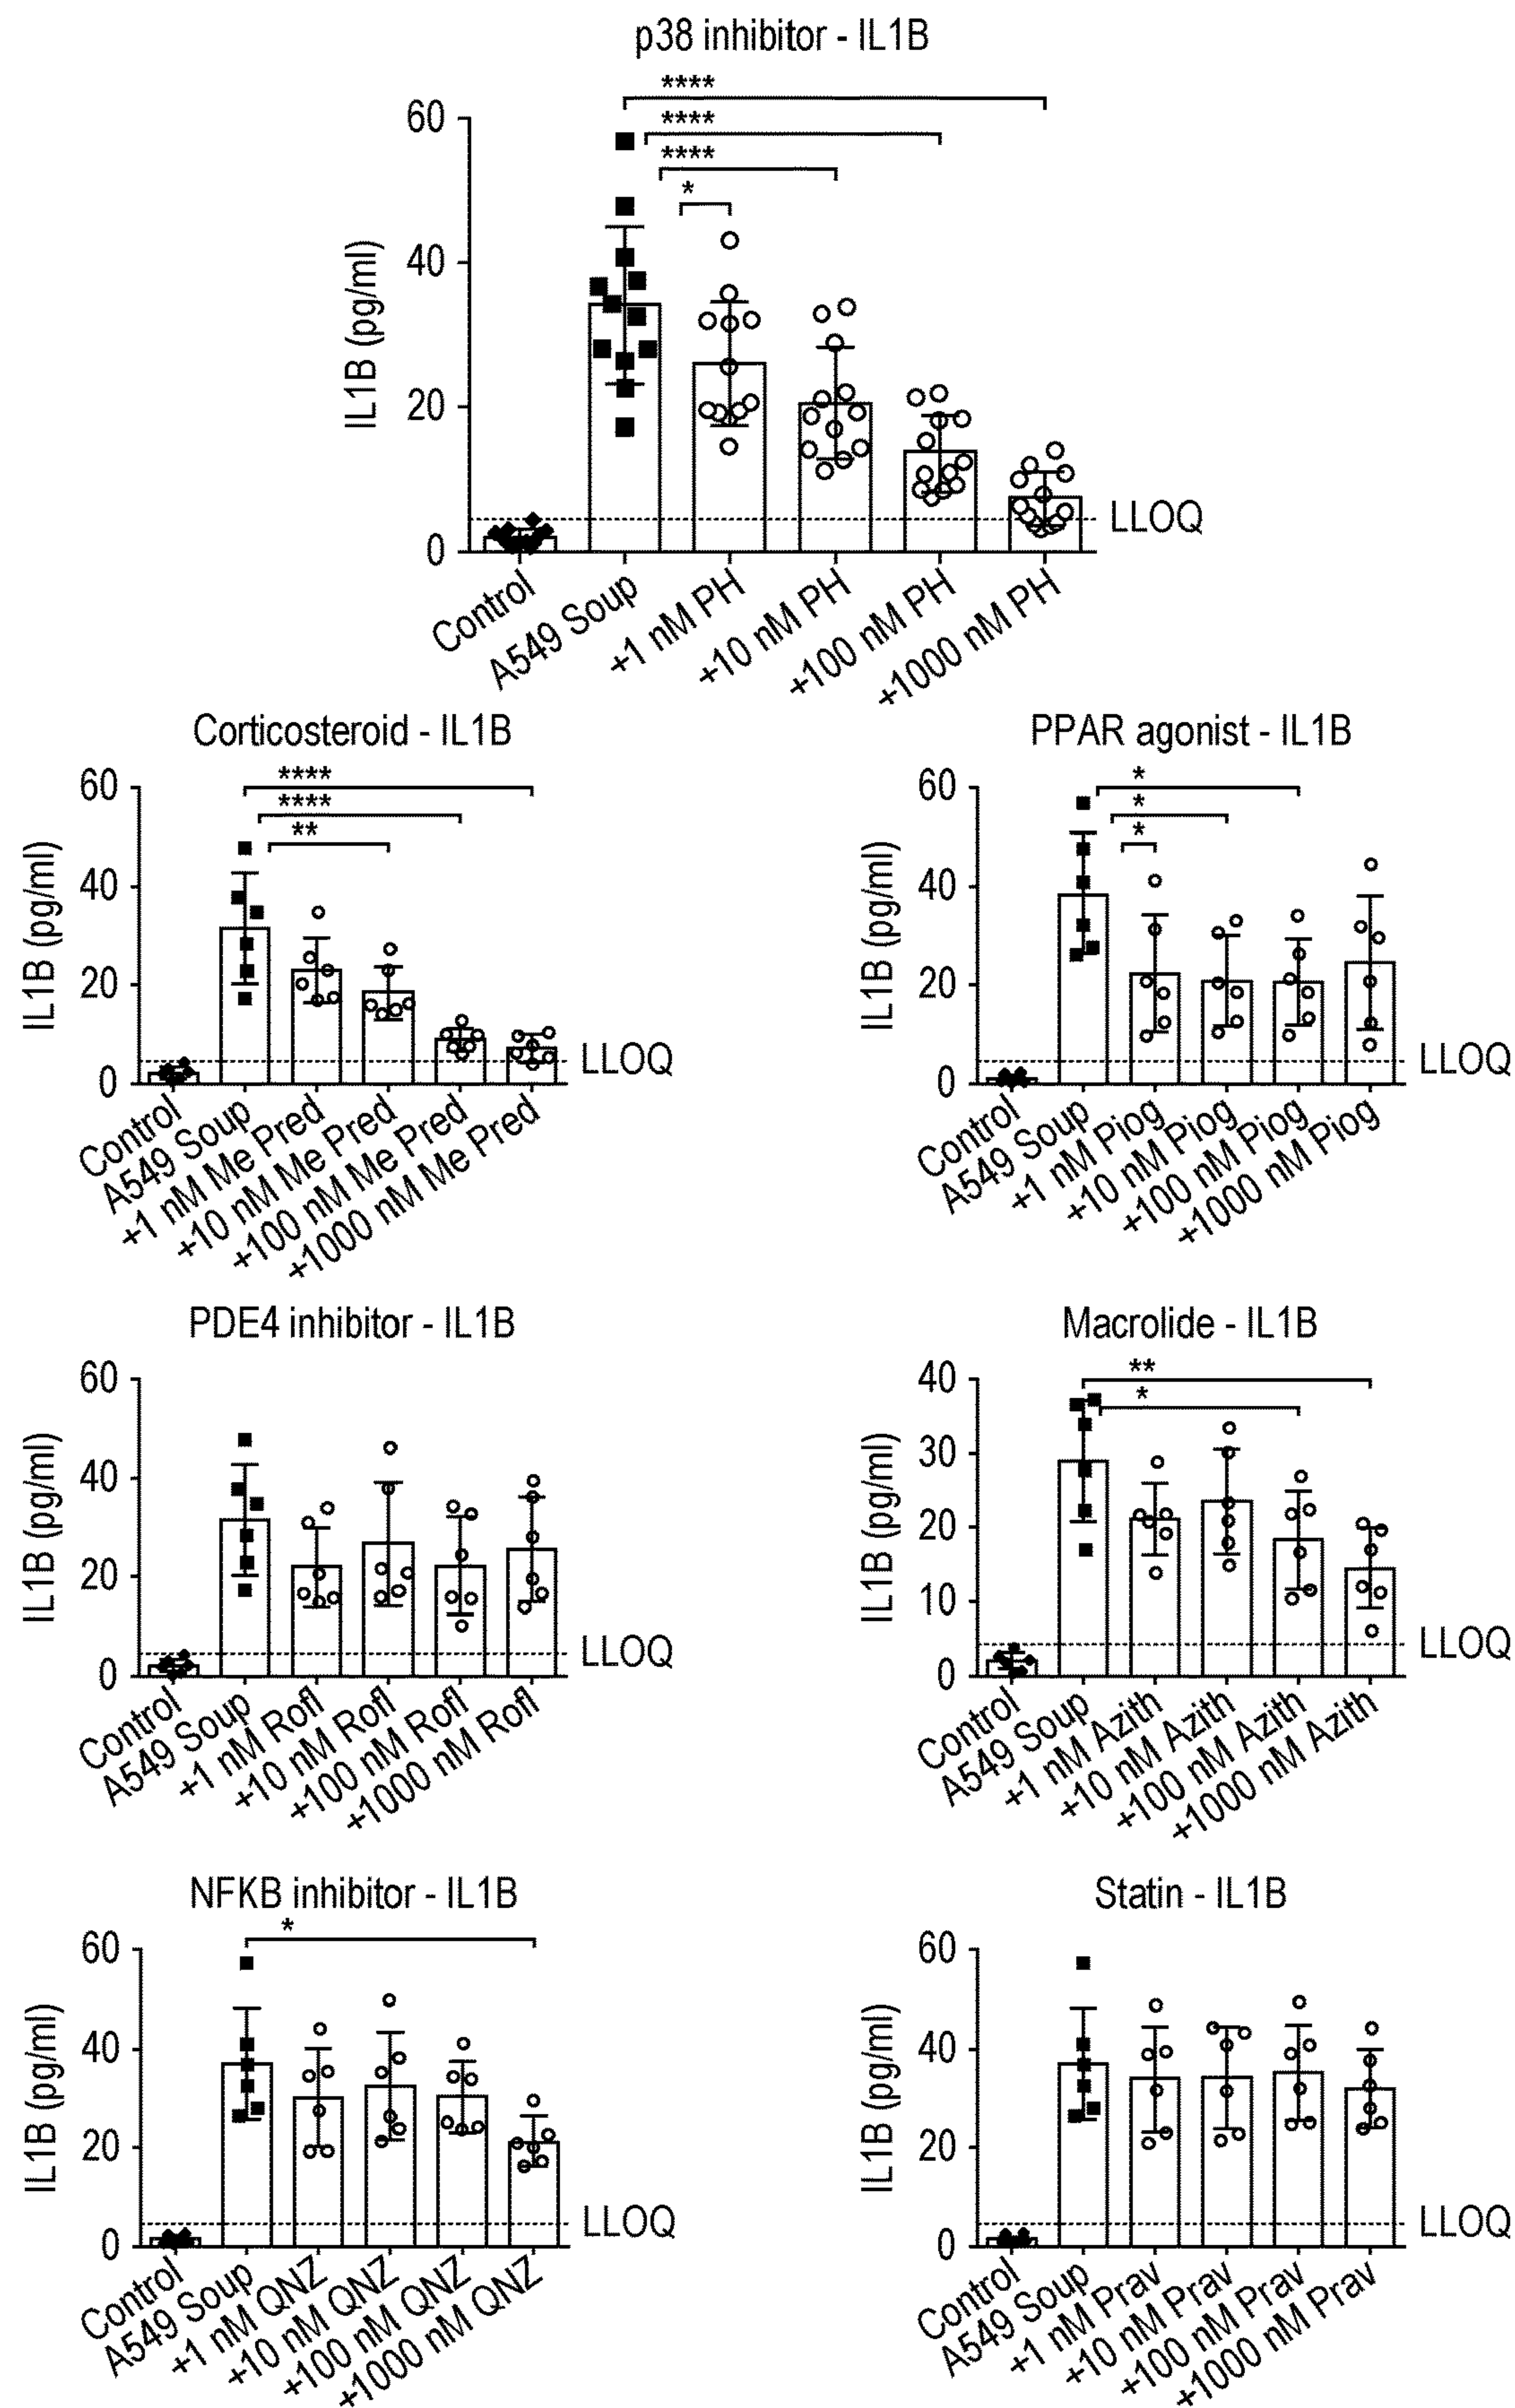 p38 inhibitor - IL1B
****
****
****
*
60
40
20
0
IL1B (pg/ml)
LLOQ
Control
A549 Soup
+1 nM PH
+10 nM PH
+100 nM PH
+1000 nM PH
Corticosteroid - IL1B
****
****
**
60
40
20
0
IL1B (pg/ml)
LLOQ
Control
A549 Soup
+1 nM Me Pred
+10 nM Me Pred
+100 nM Me Pred
+1000 nM Me Pred
PPAR agonist - IL1B
*
*
*
60
40
20
0
IL1B (pg/ml)
LLOQ
Control
A549 Soup
+1 nM Piog
+10 nM Piog
+100 nM Piog
+1000 nM Piog
PDE4 inhibitor - IL1B
60
40
20
0
IL1B (pg/ml)
LLOQ
Control
A549 Soup
+1 nM Rofl
+10 nM Rofl
+100 nM Rofl
+1000 nM Rofl
Macrolide - IL1B
**
*
40
30
20
10
0
IL1B (pg/ml)
LLOQ
Control
A549 Soup
+1 nM Azith
+10 nM Azith
+100 nM Azith
+1000 nM Azith
NFKB inhibitor - IL1B
*
60
40
20
0
IL1B (pg/ml)
LLOQ
Control
A549 Soup
+1 nM QNZ
+10 nM QNZ
+100 nM QNZ
+1000 nM QNZ
Statin - IL1B
60
40
20
0
IL1B (pg/ml)
LLOQ
Control
A549 Soup
+1 nM Prav
+10 nM Prav
+100 nM Prav
+1000 nM Prav